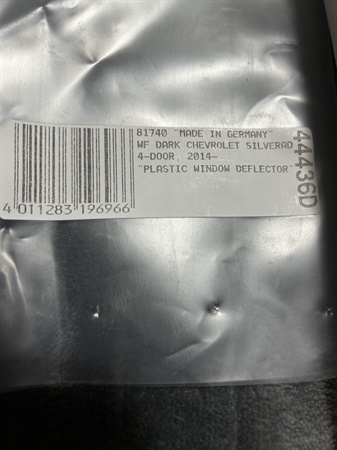 81740 "MADE IN GERMANY"
WF DARK CHEVROLET SILVERAD
4-DOOR, 2014-
"PLASTIC WINDOW DEFLECTOR"
44436D
4 011283 196966